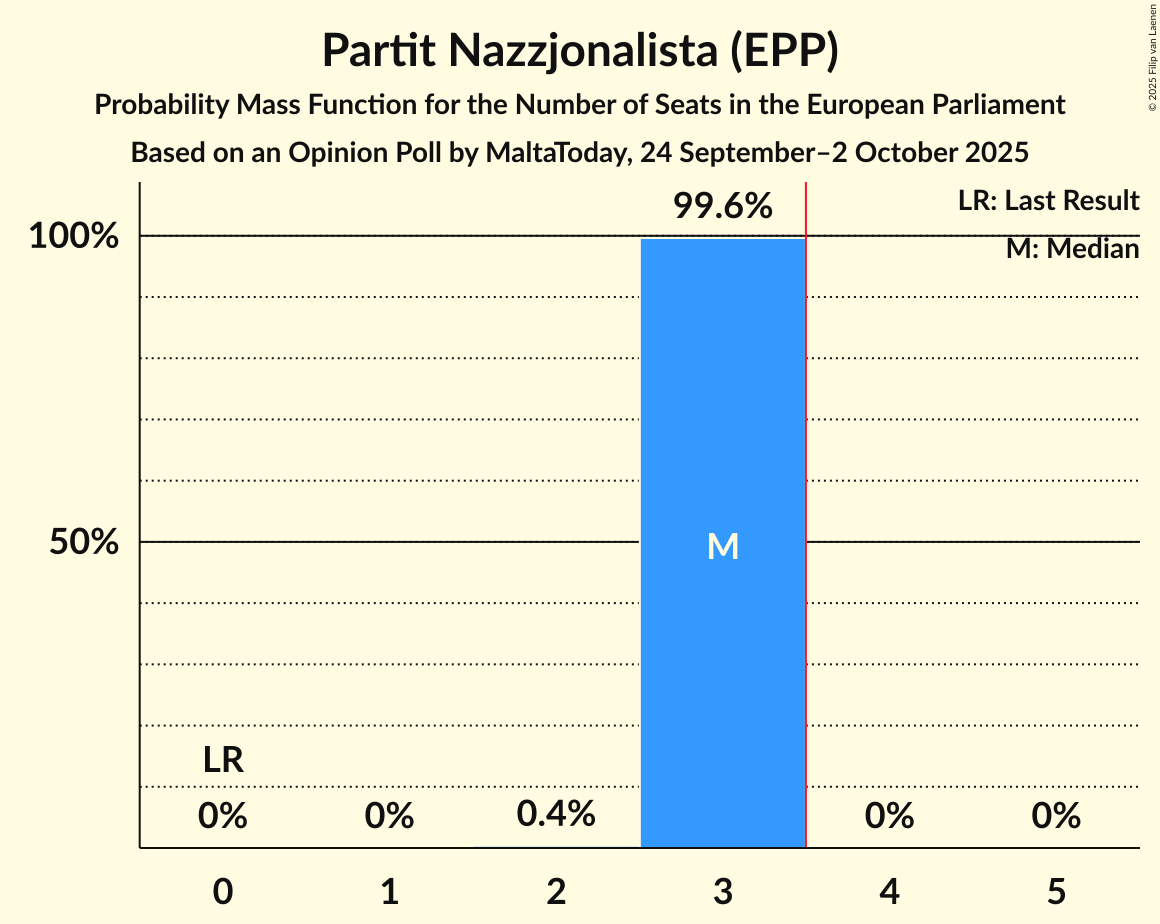 Partit Nazzjonalista (EPP)
Probability Mass Function for the Number of Seats in the European Parliament
Based on an Opinion Poll by MaltaToday, 24 September–2 October 2025
© 2025 Filip van Laenen
LR: Last Result
M: Median
99.6%
100%
50%
M
LR
0%
0%
0.4%
0%
0%
0
1
2
3
4
5